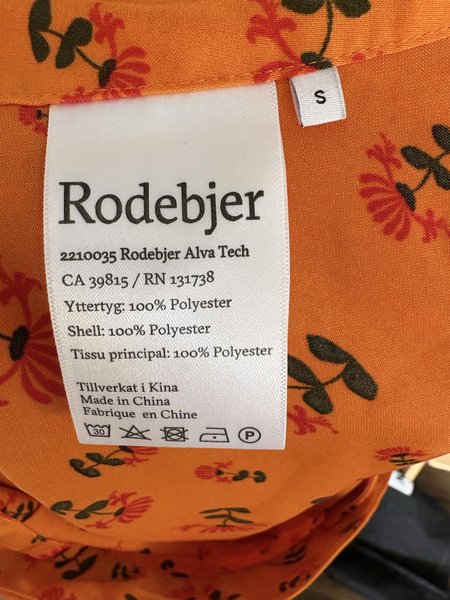 S
Rodebjer
2210035 Rodebjer Alva Tech
CA 39815 / RN 131738
Yttertyg: 100% Polyester
Shell: 100% Polyester
Tissu principal: 100% Polyester
Tillverkat i Kina
Made in China
Fabrique en Chine
30 P